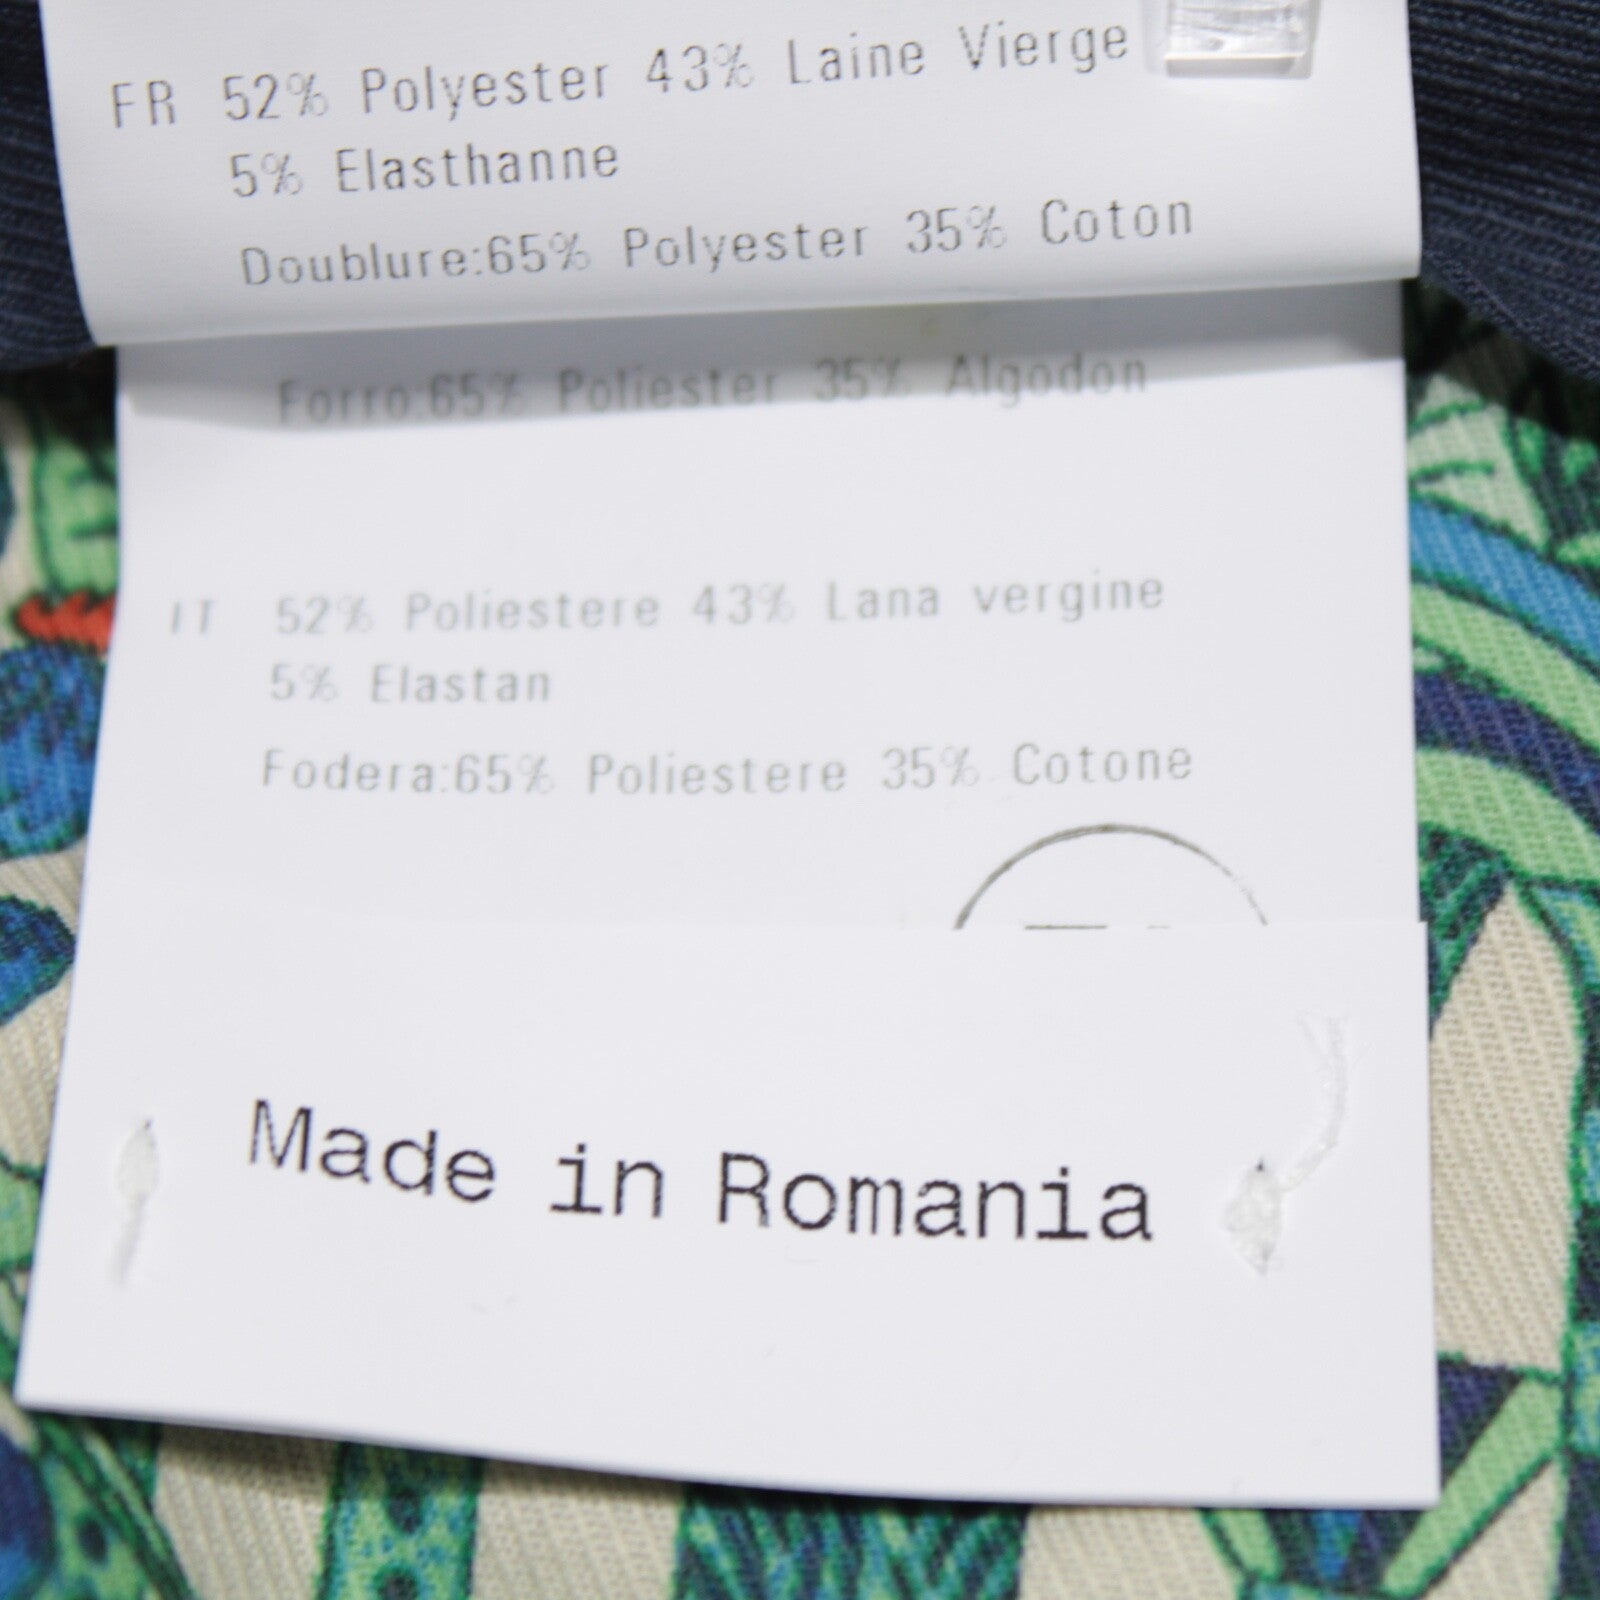 FR 52% Polyester 43% Laine Vierge
5% Elasthanne
Doublure:65% Polyester 35% Coton
Forro:65% Poliester 35% Algodon
IT 52% Poliestere 43% Lana vergine
5% Elastan
Fodera:65% Poliestere 35% Cotone
Made in Romania